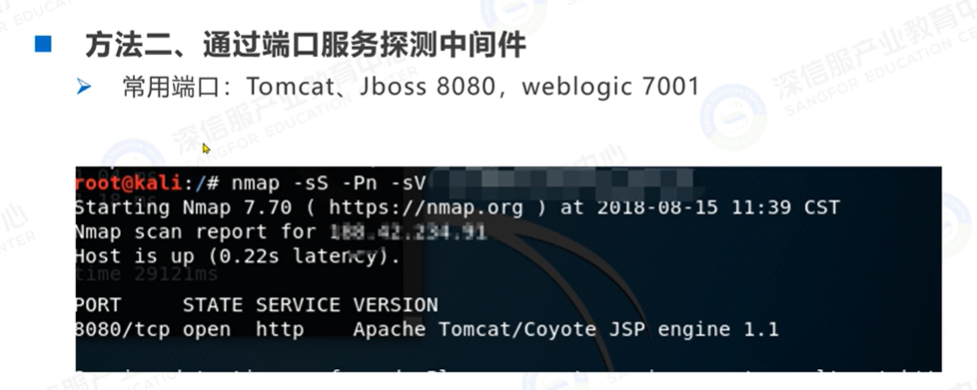 方法二、通过端口服务探测中间件
常用端口：Tomcat、Jboss 8080，weblogic 7001
深信服产业教育中心
SANGFOR EDUCATION CENTER
root@kali:/# nmap -sS -Pn -sV
Starting Nmap 7.70 ( https://nmap.org ) at 2018-08-15 11:39 CST
Nmap scan report for
Host is up (0.22s latency).
time 29121ms
PORT STATE SERVICE VERSION
8080/tcp open http Apache Tomcat/Coyote JSP engine 1.1